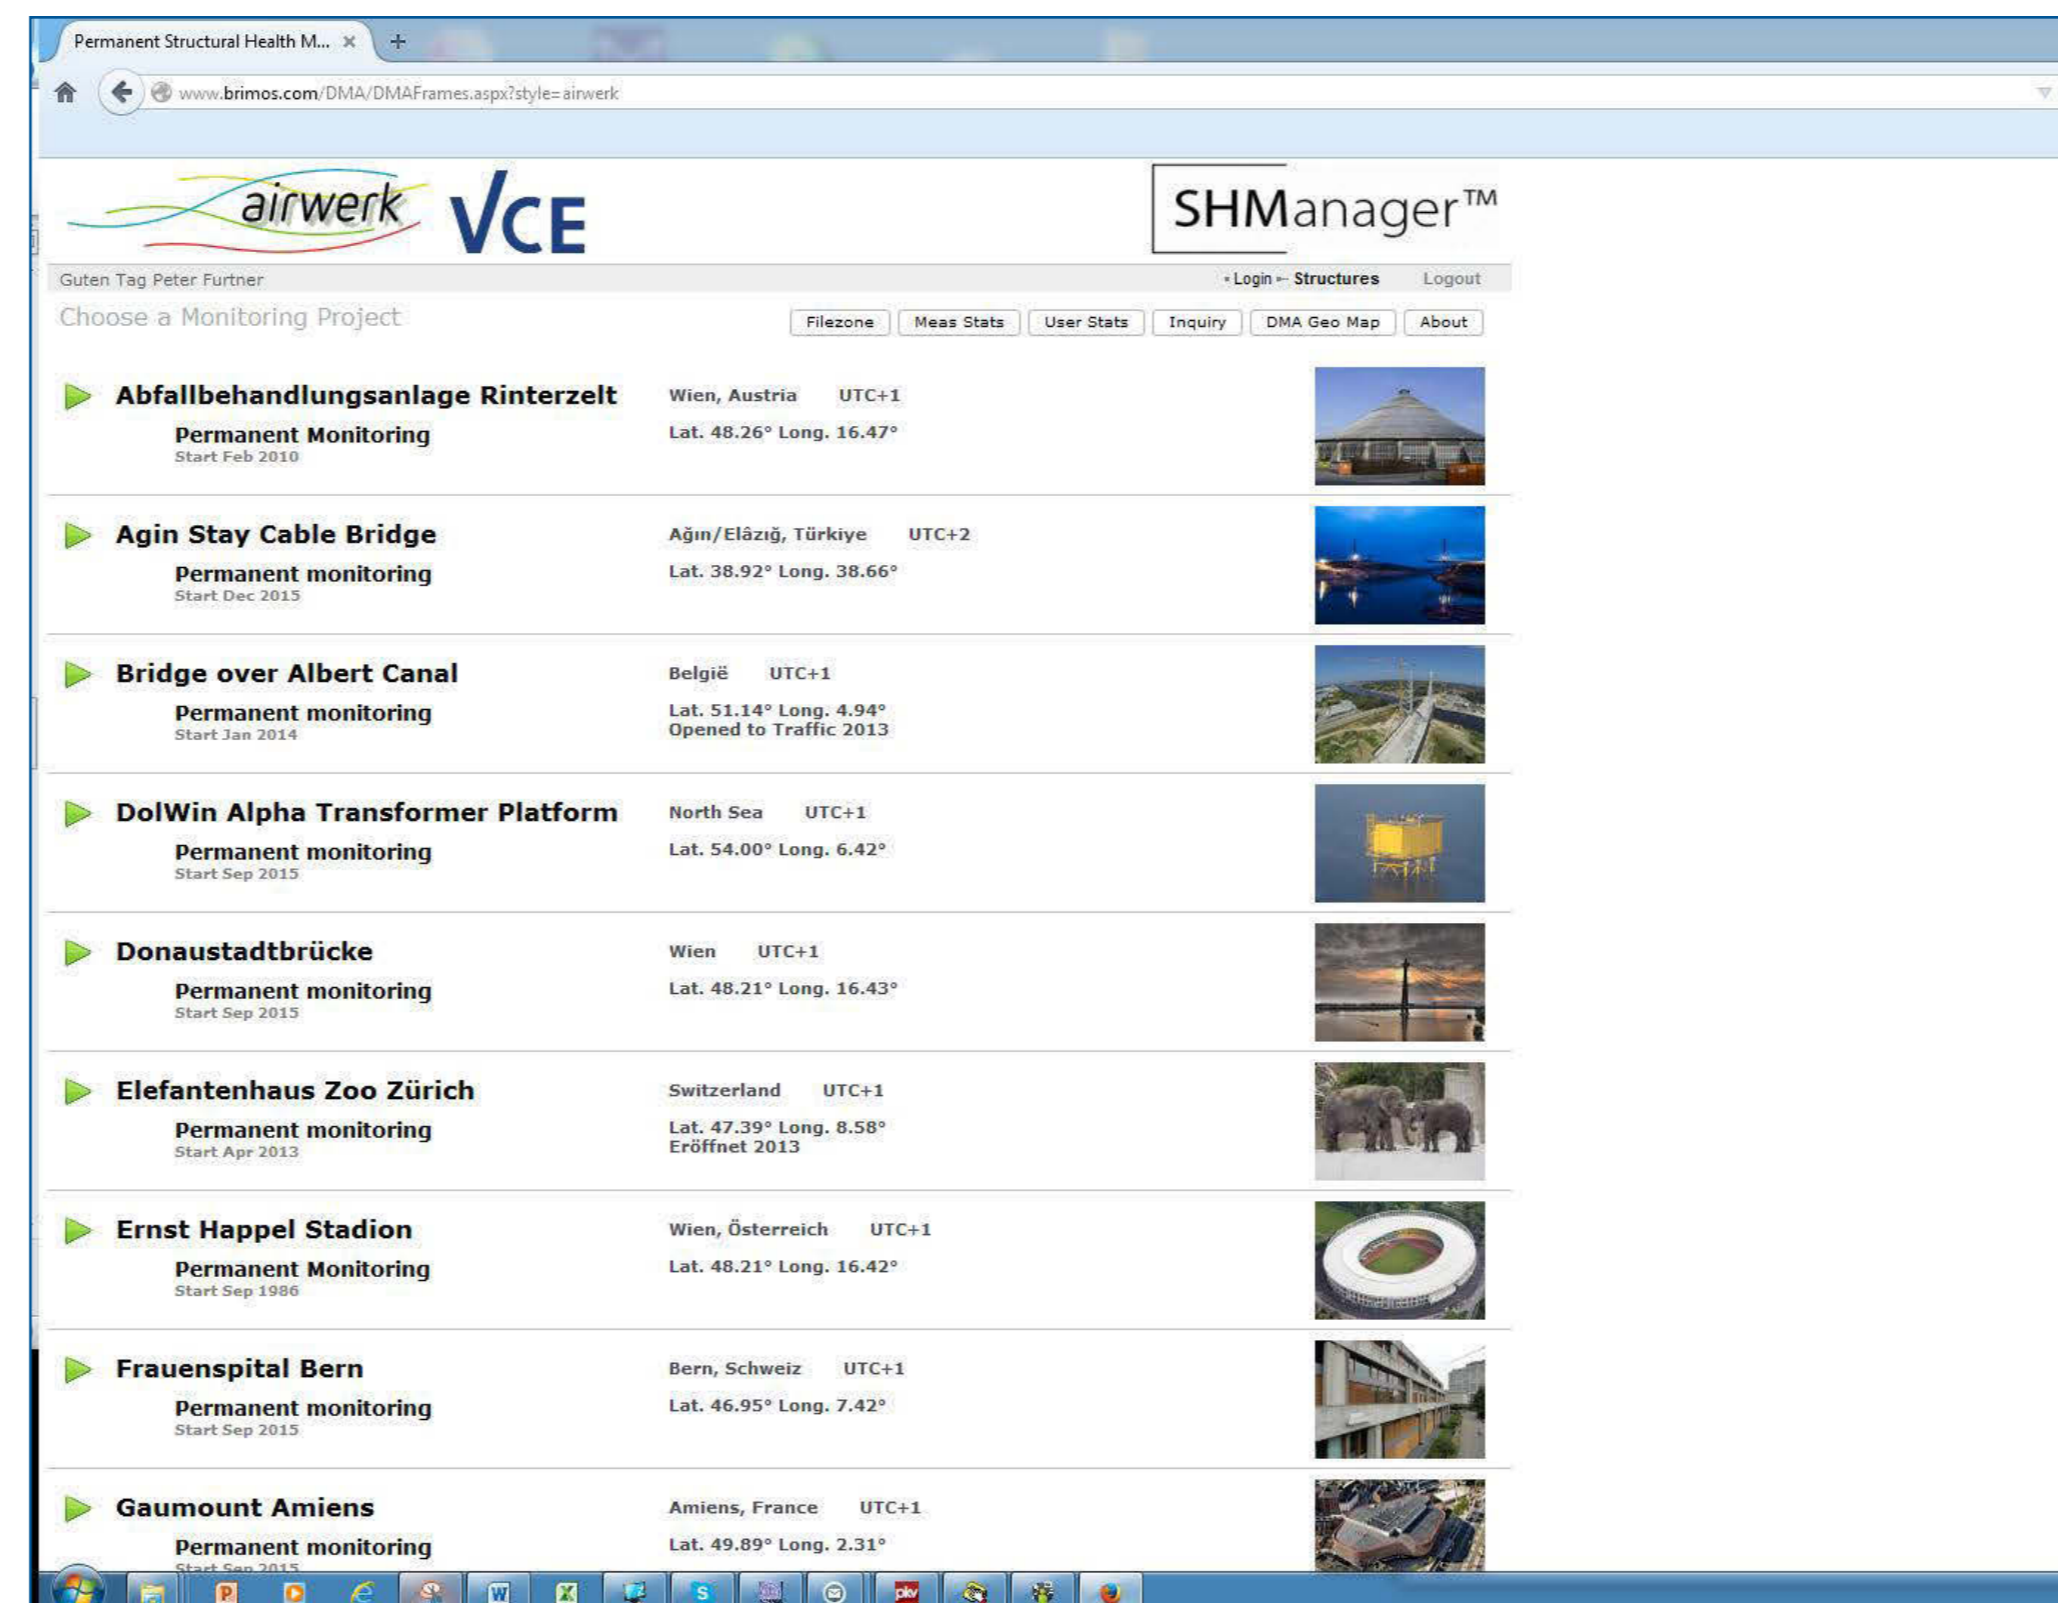 Permanent Structural Health M... × +
www.brimos.com/DMA/DMAFrames.aspx?style=airwerk
airwerk VCE SHManager™
Guten Tag Peter Furtner • Login ← Structures Logout
Choose a Monitoring Project Filezone Meas Stats User Stats Inquiry DMA Geo Map About
Abfallbehandlungsanlage Rinterzelt Wien, Austria UTC+1
Permanent Monitoring Lat. 48.26° Long. 16.47°
Start Feb 2010
Agin Stay Cable Bridge Ağın/Elâzığ, Türkiye UTC+2
Permanent monitoring Lat. 38.92° Long. 38.66°
Start Dec 2015
Bridge over Albert Canal België UTC+1
Permanent monitoring Lat. 51.14° Long. 4.94°
Start Jan 2014 Opened to Traffic 2013
DolWin Alpha Transformer Platform North Sea UTC+1
Permanent monitoring Lat. 54.00° Long. 6.42°
Start Sep 2015
Donaustadtbrücke Wien UTC+1
Permanent monitoring Lat. 48.21° Long. 16.43°
Start Sep 2015
Elefantenhaus Zoo Zürich Switzerland UTC+1
Permanent monitoring Lat. 47.39° Long. 8.58°
Start Apr 2013 Eröffnet 2013
Ernst Happel Stadion Wien, Österreich UTC+1
Permanent Monitoring Lat. 48.21° Long. 16.42°
Start Sep 1986
Frauenspital Bern Bern, Schweiz UTC+1
Permanent monitoring Lat. 46.95° Long. 7.42°
Start Sep 2015
Gaumount Amiens Amiens, France UTC+1
Permanent monitoring Lat. 49.89° Long. 2.31°
Start Sep 2015
pkv